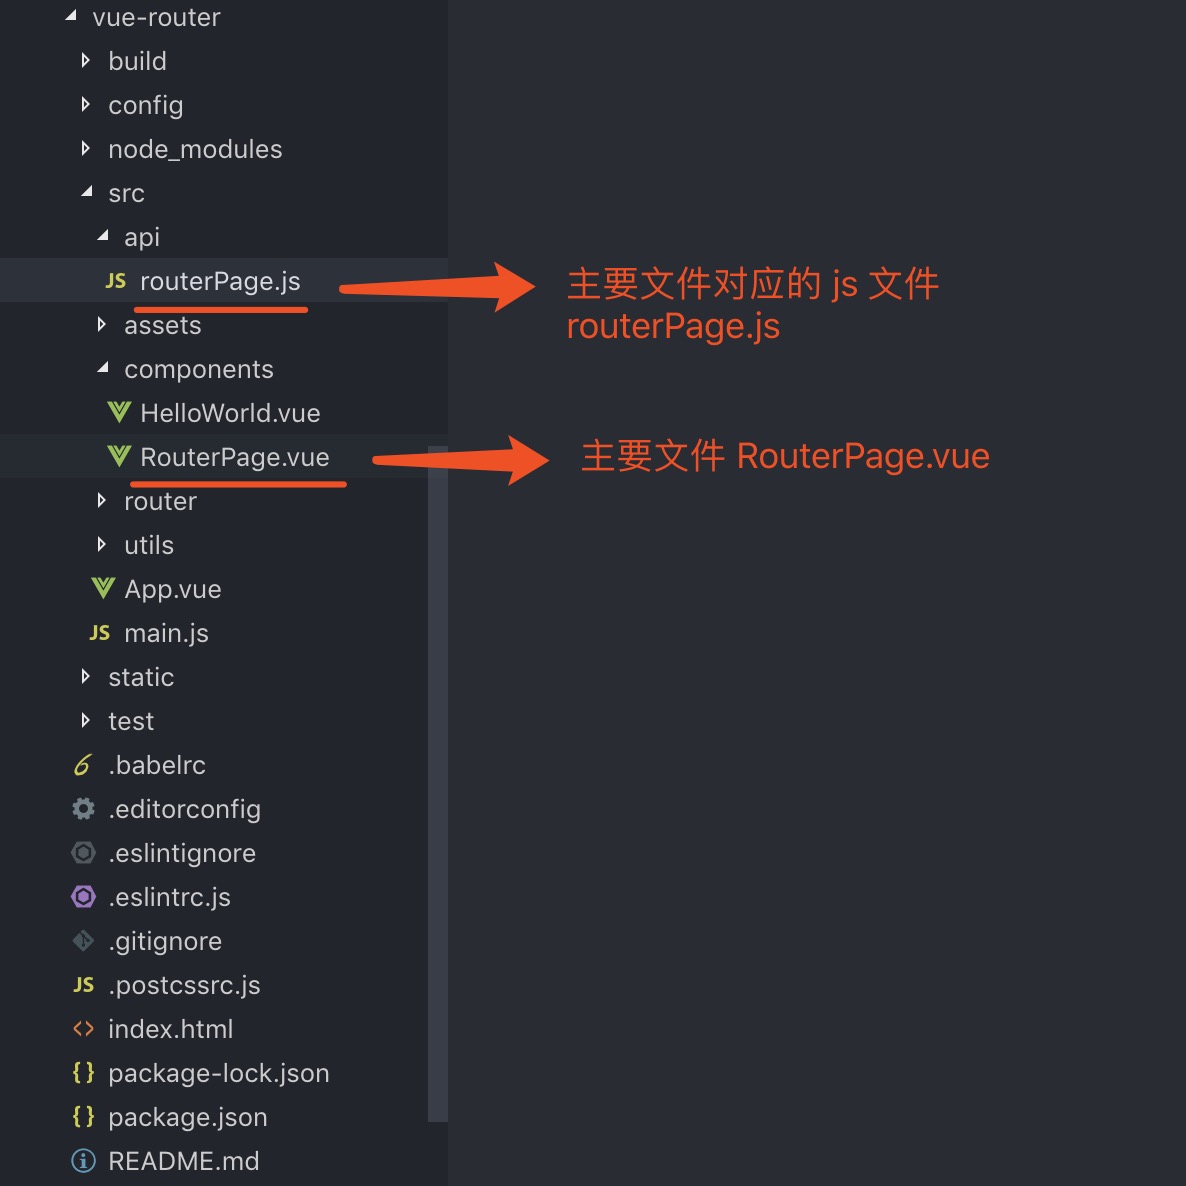 vue-router
build
config
node_modules
src
api
JS routerPage.js
主要文件对应的 js 文件
routerPage.js
assets
components
HelloWorld.vue
RouterPage.vue
主要文件 RouterPage.vue
router
utils
App.vue
JS main.js
static
test
.babelrc
.editorconfig
.eslintignore
.eslintrc.js
.gitignore
JS .postcssrc.js
index.html
package-lock.json
package.json
README.md